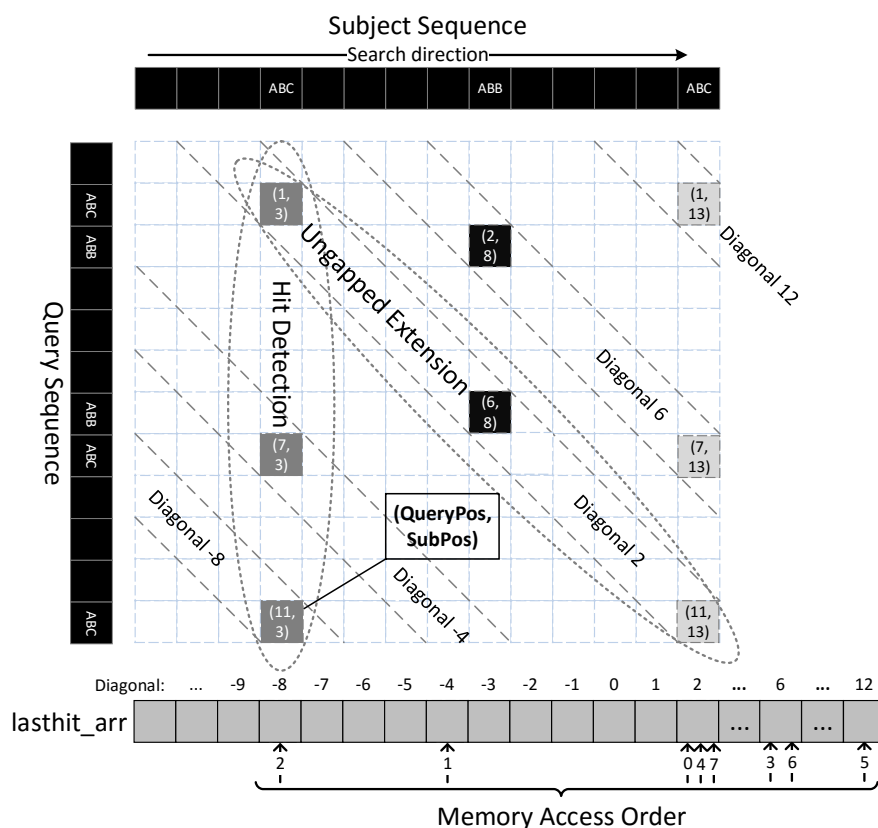 Subject Sequence
Search direction
ABC
ABB
ABC
Query Sequence
ABC
ABB
ABB
ABC
ABC
(1,
3)
(1,
13)
(2,
8)
(6,
8)
(7,
3)
(7,
13)
(11,
3)
(11,
13)
Hit Detection
Ungapped Extension
Diagonal 12
Diagonal 6
Diagonal 2
Diagonal -4
Diagonal -8
(QueryPos,
SubPos)
Diagonal: ... -9 -8 -7 -6 -5 -4 -3 -2 -1 0 1 2 ... 6 ... 12
lasthit_arr ... ...
2 1 0 4 7 3 6 5
Memory Access Order